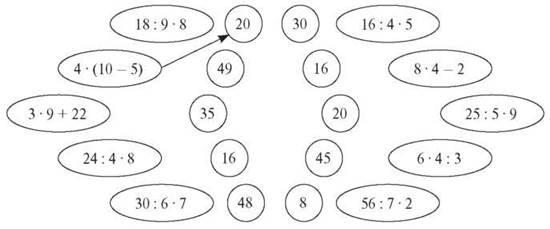 18 : 9 · 8 20 30 16 : 4 · 5
4 · (10 – 5) 49 16 8 · 4 – 2
3 · 9 + 22 35 20 25 : 5 · 9
24 : 4 · 8 16 45 6 · 4 : 3
30 : 6 · 7 48 8 56 : 7 · 2